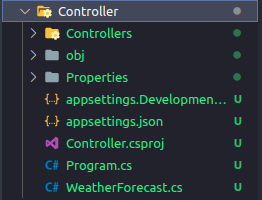 Controller
Controllers
obj
Properties
{..} appsettings.Developmen... U
{..} appsettings.json U
Controller.csproj U
C# Program.cs U
C# WeatherForecast.cs U